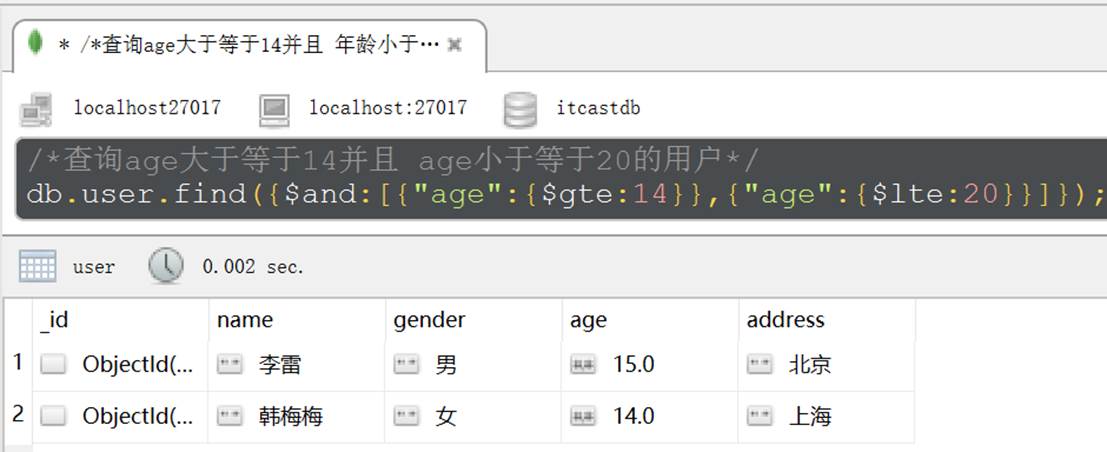 * /*查询age大于等于14并且 年龄小于…
localhost27017 localhost:27017 itcastdb
/*查询age大于等于14并且 age小于等于20的用户*/
db.user.find({$and:[{"age":{$gte:14}},{"age":{$lte:20}}]});
user 0.002 sec.
_id name gender age address
1 ObjectId(... 李雷 男 15.0 北京
2 ObjectId(... 韩梅梅 女 14.0 上海